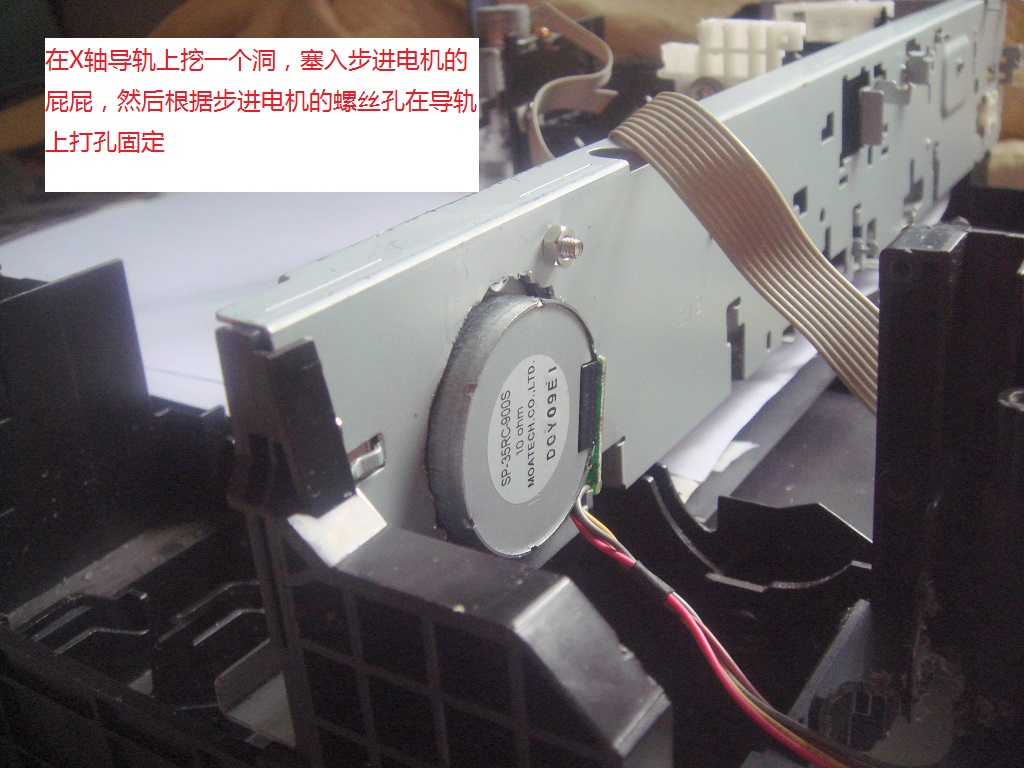 在X轴导轨上挖一个洞，塞入步进电机的
屁屁，然后根据步进电机的螺丝孔在导轨
上打孔固定
SP-35RC-900S
10 ohm
MOATECH.CO.,LTD.
DCY09EI